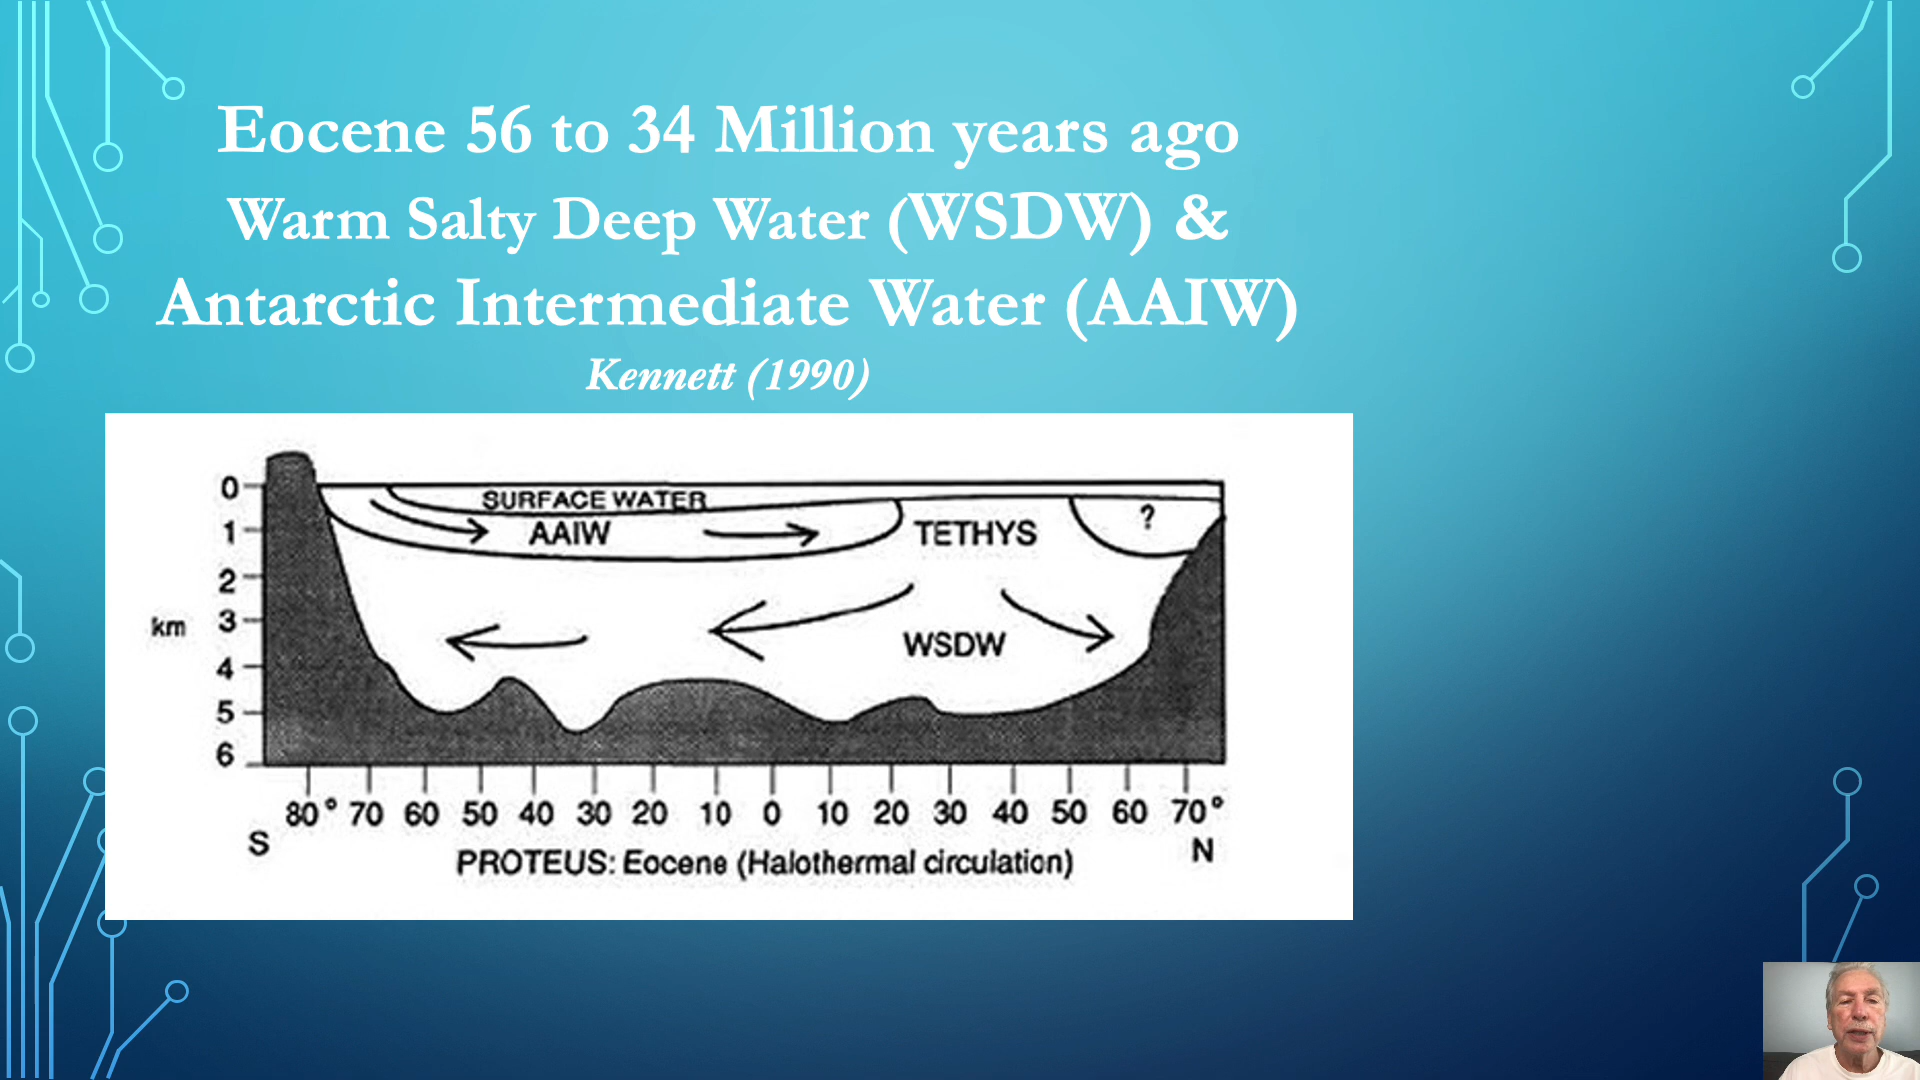 Eocene 56 to 34 Million years ago
Warm Salty Deep Water (WSDW) &
Antarctic Intermediate Water (AAIW)
Kennett (1990)
0
SURFACE WATER
?
1
AAIW
TETHYS
2
km
3
WSDW
4
5
6
80° 70 60 50 40 30 20 10 0 10 20 30 40 50 60 70°
S
N
PROTEUS: Eocene (Halothermal circulation)